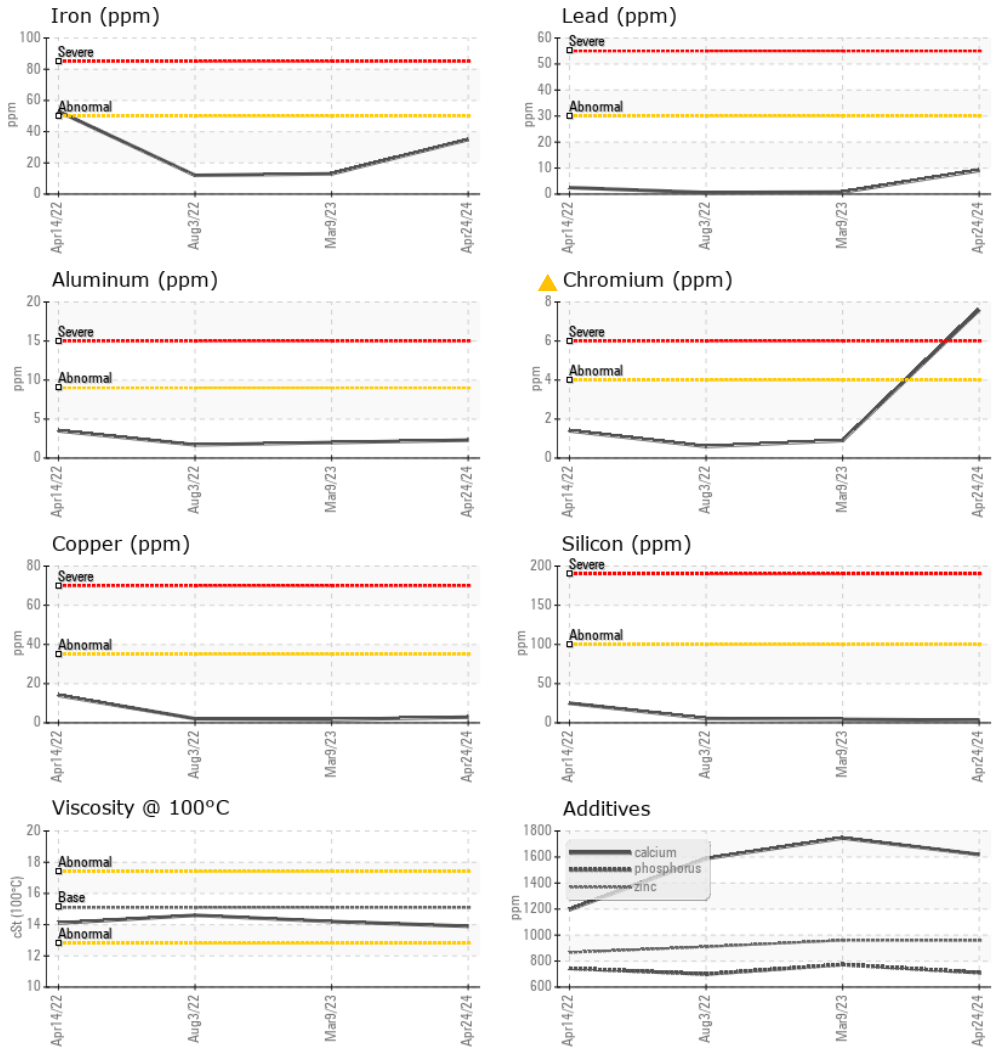 Iron (ppm)
100
80
60
40
20
0
ppm
Severe
Abnormal
Apr14/22
Aug3/22
Mar9/23
Apr24/24
Lead (ppm)
60
50
40
30
20
10
0
ppm
Severe
Abnormal
Apr14/22
Aug3/22
Mar9/23
Apr24/24
Aluminum (ppm)
20
15
10
5
0
ppm
Severe
Abnormal
Apr14/22
Aug3/22
Mar9/23
Apr24/24
Chromium (ppm)
8
6
4
2
0
ppm
Severe
Abnormal
Apr14/22
Aug3/22
Mar9/23
Apr24/24
Copper (ppm)
80
60
40
20
0
ppm
Severe
Abnormal
Apr14/22
Aug3/22
Mar9/23
Apr24/24
Silicon (ppm)
200
150
100
50
0
ppm
Severe
Abnormal
Apr14/22
Aug3/22
Mar9/23
Apr24/24
Viscosity @ 100°C
20
18
16
14
12
10
cSt (100°C)
Abnormal
Base
Abnormal
Apr14/22
Aug3/22
Mar9/23
Apr24/24
Additives
1800
1600
1400
1200
1000
800
600
ppm
calcium
phosphorus
zinc
Apr14/22
Aug3/22
Mar9/23
Apr24/24